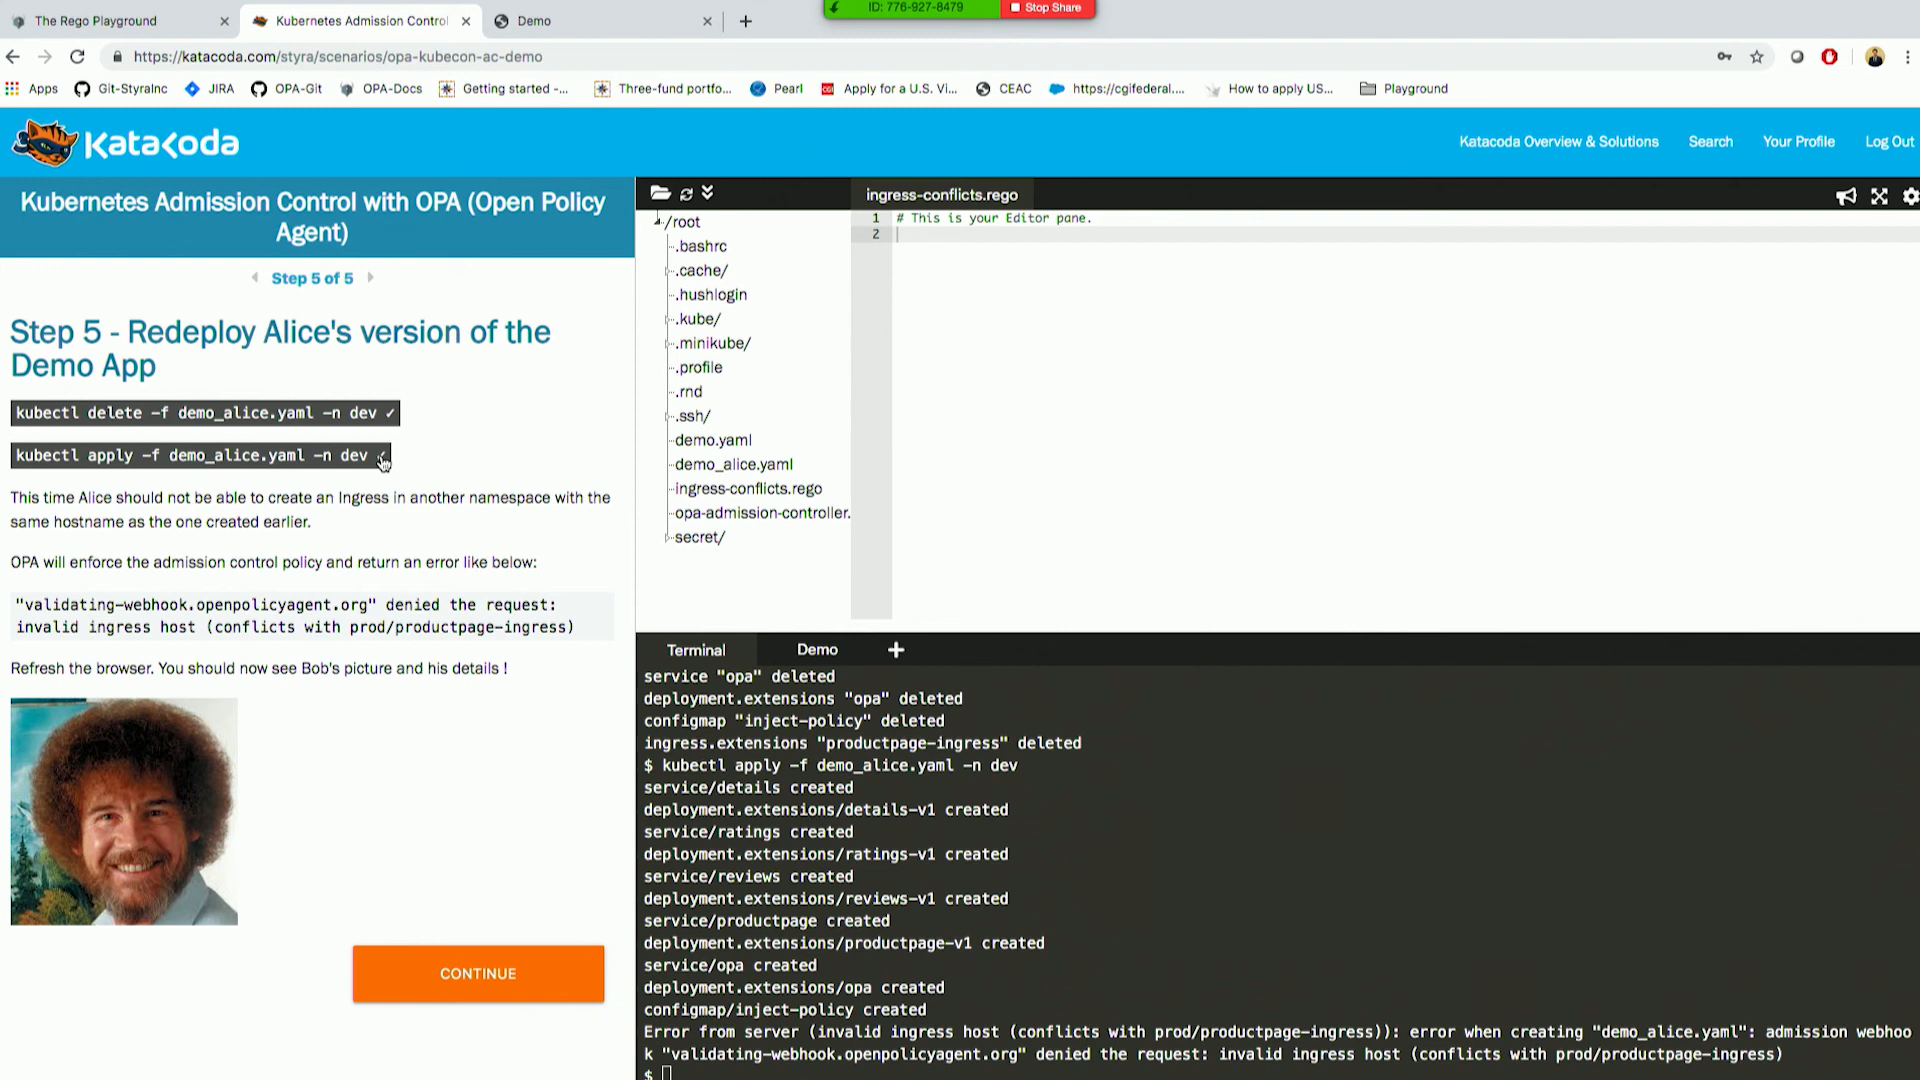 The Rego Playground
Kubernetes Admission Control
Demo
ID: 776-927-8479
Stop Share
https://katacoda.com/styra/scenarios/opa-kubecon-ac-demo
Apps
Git-StyraInc
JIRA
OPA-Git
OPA-Docs
Getting started -...
Three-fund portfo...
Pearl
Apply for a U.S. Vi...
CEAC
https://cgifederal....
How to apply US...
Playground
Katacoda
Katacoda Overview & Solutions
Search
Your Profile
Log Out
Kubernetes Admission Control with OPA (Open Policy
Agent)
Step 5 of 5
Step 5 - Redeploy Alice's version of the
Demo App
kubectl delete -f demo_alice.yaml -n dev ✓
kubectl apply -f demo_alice.yaml -n dev ✓
This time Alice should not be able to create an Ingress in another namespace with the
same hostname as the one created earlier.
OPA will enforce the admission control policy and return an error like below:
"validating-webhook.openpolicyagent.org" denied the request:
invalid ingress host (conflicts with prod/productpage-ingress)
Refresh the browser. You should now see Bob's picture and his details !
CONTINUE
/root
.bashrc
.cache/
.hushlogin
.kube/
.minikube/
.profile
.rnd
.ssh/
demo.yaml
demo_alice.yaml
ingress-conflicts.rego
opa-admission-controller.
secret/
ingress-conflicts.rego
1 # This is your Editor pane.
2
Terminal
Demo
service "opa" deleted
deployment.extensions "opa" deleted
configmap "inject-policy" deleted
ingress.extensions "productpage-ingress" deleted
$ kubectl apply -f demo_alice.yaml -n dev
service/details created
deployment.extensions/details-v1 created
service/ratings created
deployment.extensions/ratings-v1 created
service/reviews created
deployment.extensions/reviews-v1 created
service/productpage created
deployment.extensions/productpage-v1 created
service/opa created
deployment.extensions/opa created
configmap/inject-policy created
Error from server (invalid ingress host (conflicts with prod/productpage-ingress)): error when creating "demo_alice.yaml": admission webhoo
k "validating-webhook.openpolicyagent.org" denied the request: invalid ingress host (conflicts with prod/productpage-ingress)
$